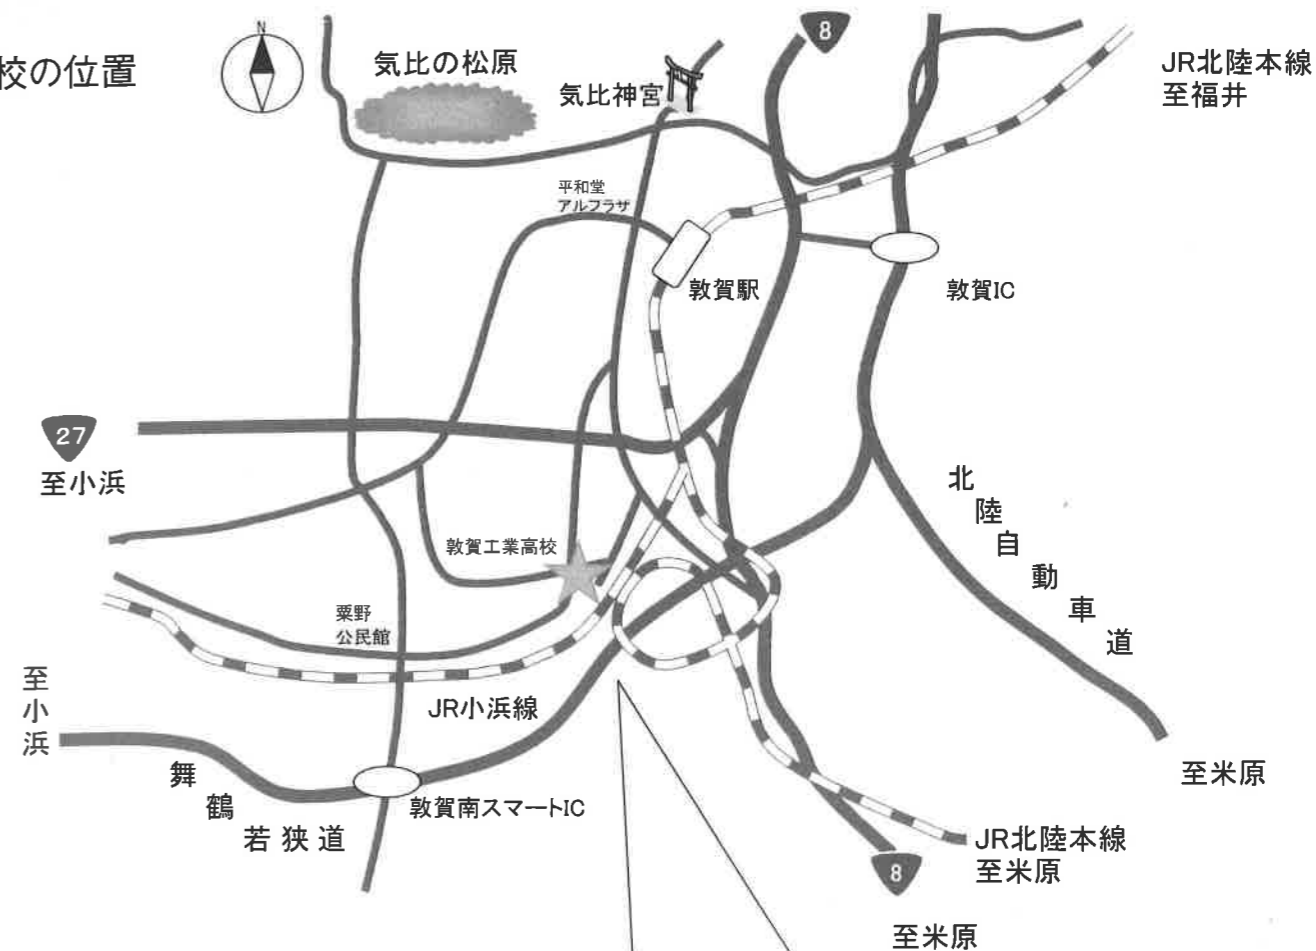 校の位置
N
気比の松原
気比神宮
8
JR北陸本線
至福井
平和堂
アルプラザ
敦賀駅
敦賀IC
27
至小浜
北陸自動車道
敦賀工業高校
粟野
公民館
至小浜
JR小浜線
舞鶴若狭道
敦賀南スマートIC
至米原
JR北陸本線
至米原
8
至米原